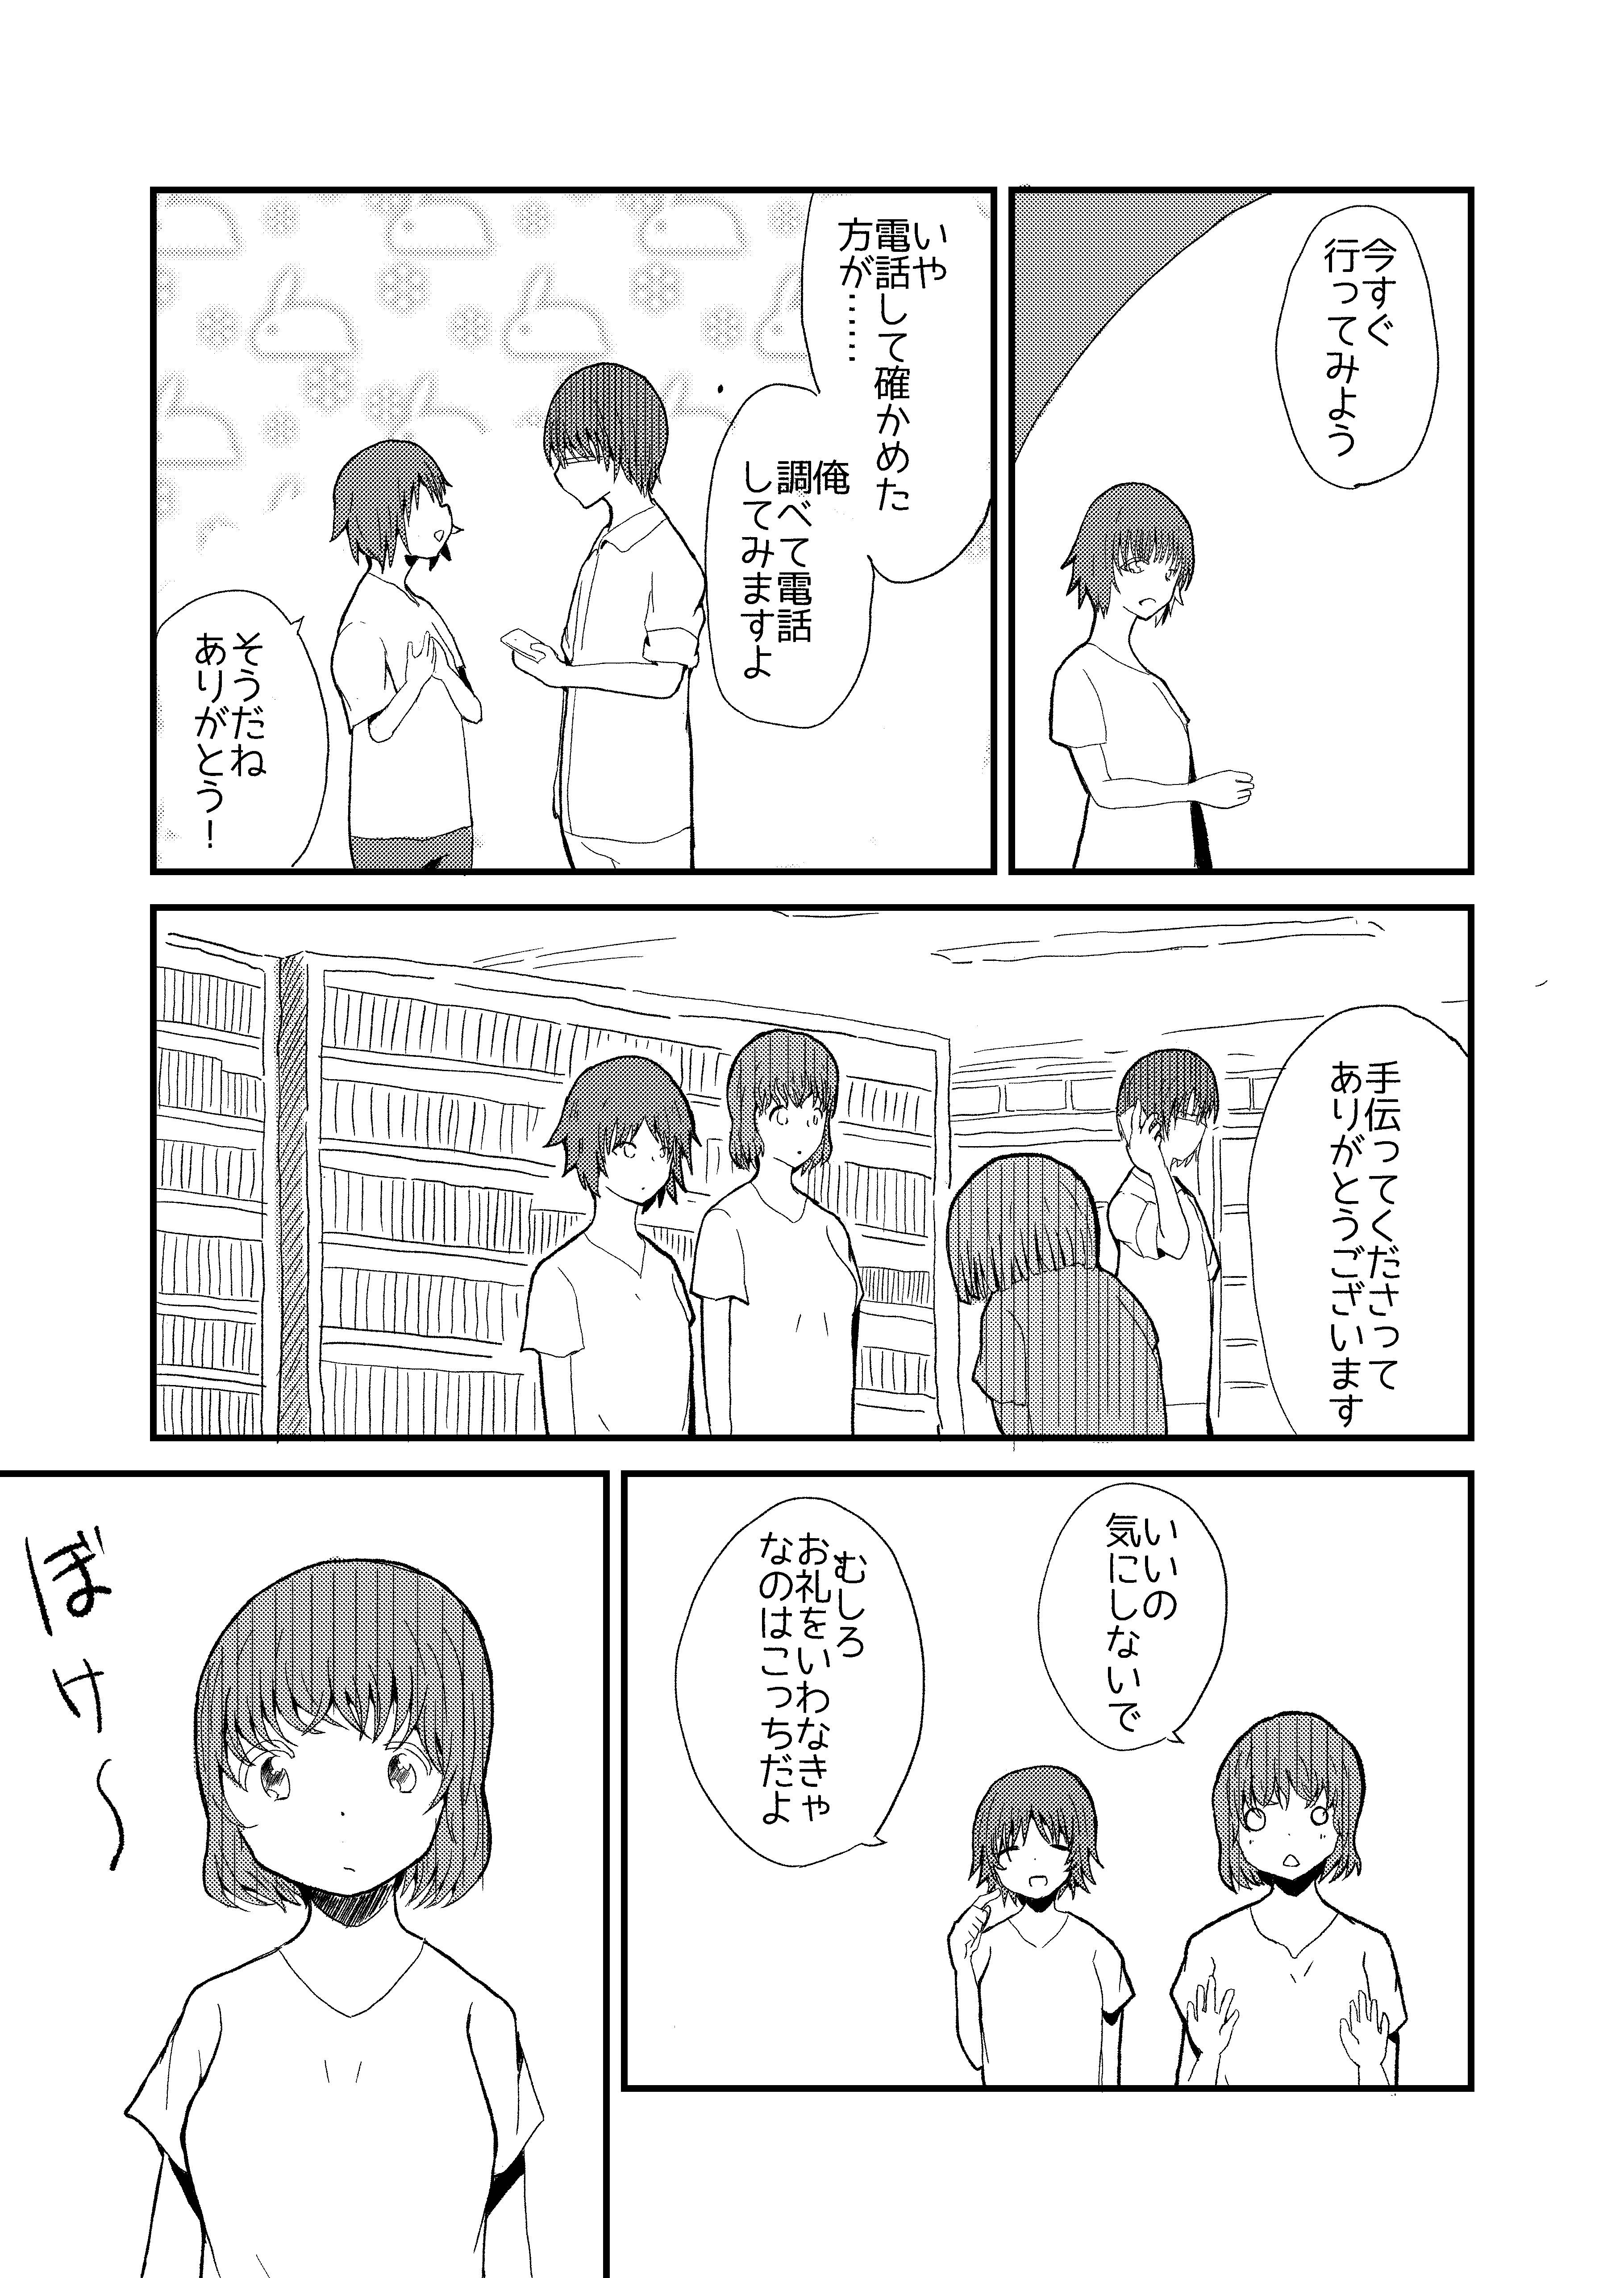 今すぐ
行ってみよう
いや
電話して確かめた
方が……
俺
調べて電話
してみますよ
そうだね
ありがとう！
手伝ってくださって
ありがとうございます
いいの
気にしないで
むしろ
お礼をいわなきゃ
なのはこっちだよ
ぼけ～